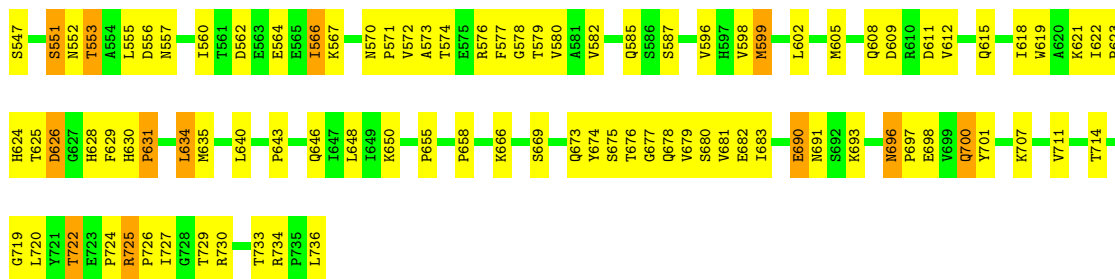 S547 S551 N552 T553 A554 L555 D556 N557 I560 T561 D562 E563 E564 E565 I566 K567 N570 P571 V572 A573 T574 E575 R576 F577 G578 T579 V580 A581 V582 Q585 S586 S587 V596 H597 V598 M599 L602 M605 Q608 D609 R610 D611 V612 Q615 I618 W619 A620 K621 I622
H624 T625 D626 G627 H628 F629 H630 P631 L634 M635 L640 P643 Q646 I647 L648 I649 K650 P655 P658 K666 S669 Q673 Y674 S675 T676 G677 Q678 V679 S680 V681 E682 I683 E690 N691 S692 K693 N696 P697 E698 V699 Q700 Y701 K707 V711 T714
G719 L720 Y721 T722 E723 P724 R725 P726 I727 G728 T729 R730 T733 R734 P735 L736